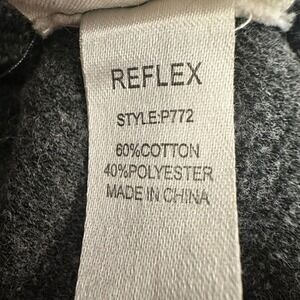 REFLEX
STYLE:P772
60%COTTON
40%POLYESTER
MADE IN CHINA